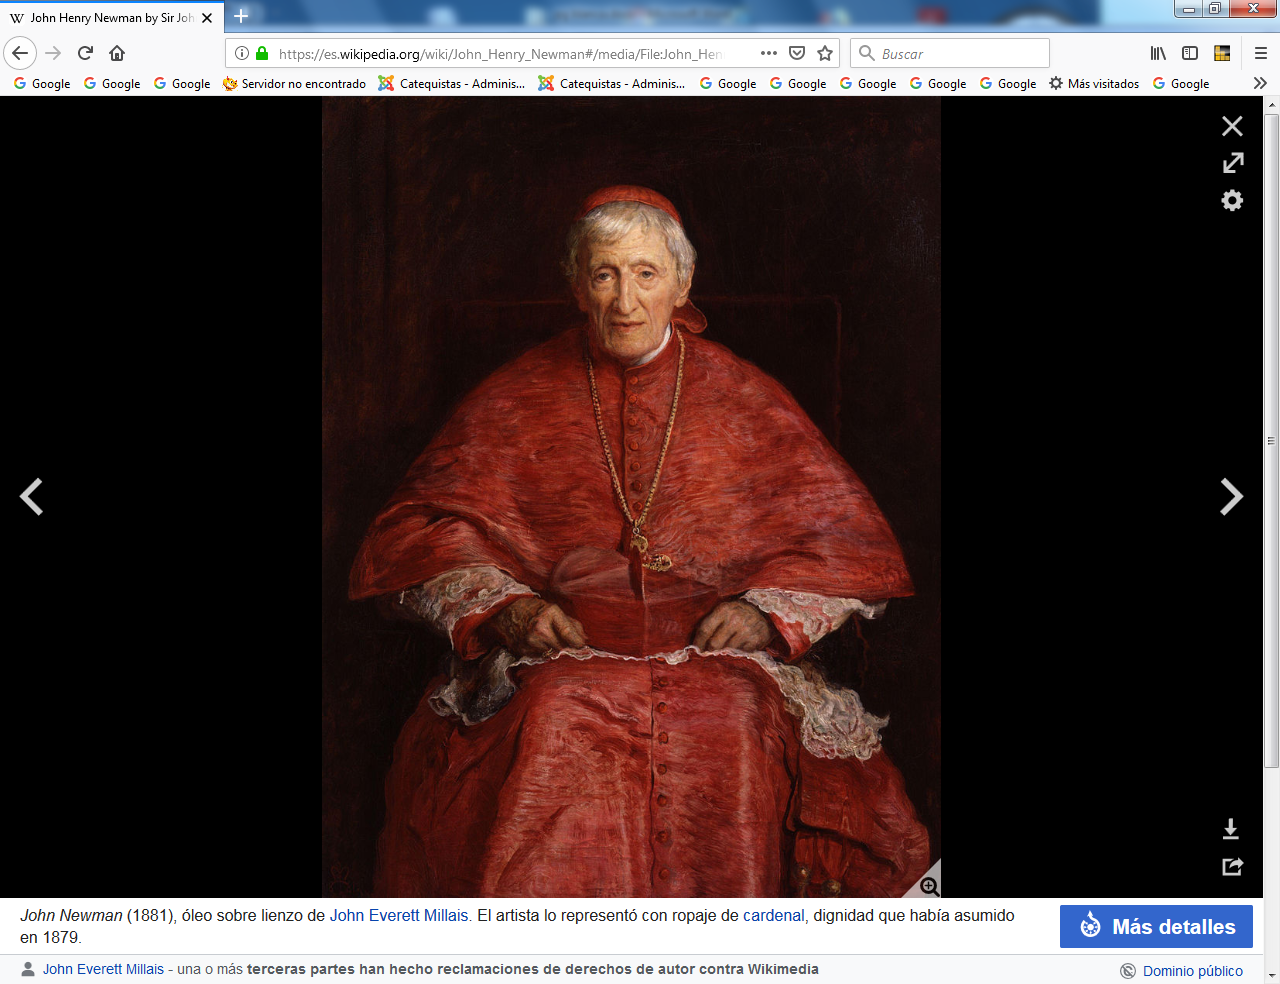 John Henry Newman by Sir Joh
https://es.wikipedia.org/wiki/John_Henry_Newman#/media/File:John_Hen
Buscar
Google Google Google Servidor no encontrado Catequistas - Adminis... Catequistas - Adminis... Google Google Google Google Google Más visitados Google
John Newman (1881), óleo sobre lienzo de John Everett Millais. El artista lo representó con ropaje de cardenal, dignidad que había asumido
en 1879.
Más detalles
John Everett Millais - una o más terceras partes han hecho reclamaciones de derechos de autor contra Wikimedia
Dominio público